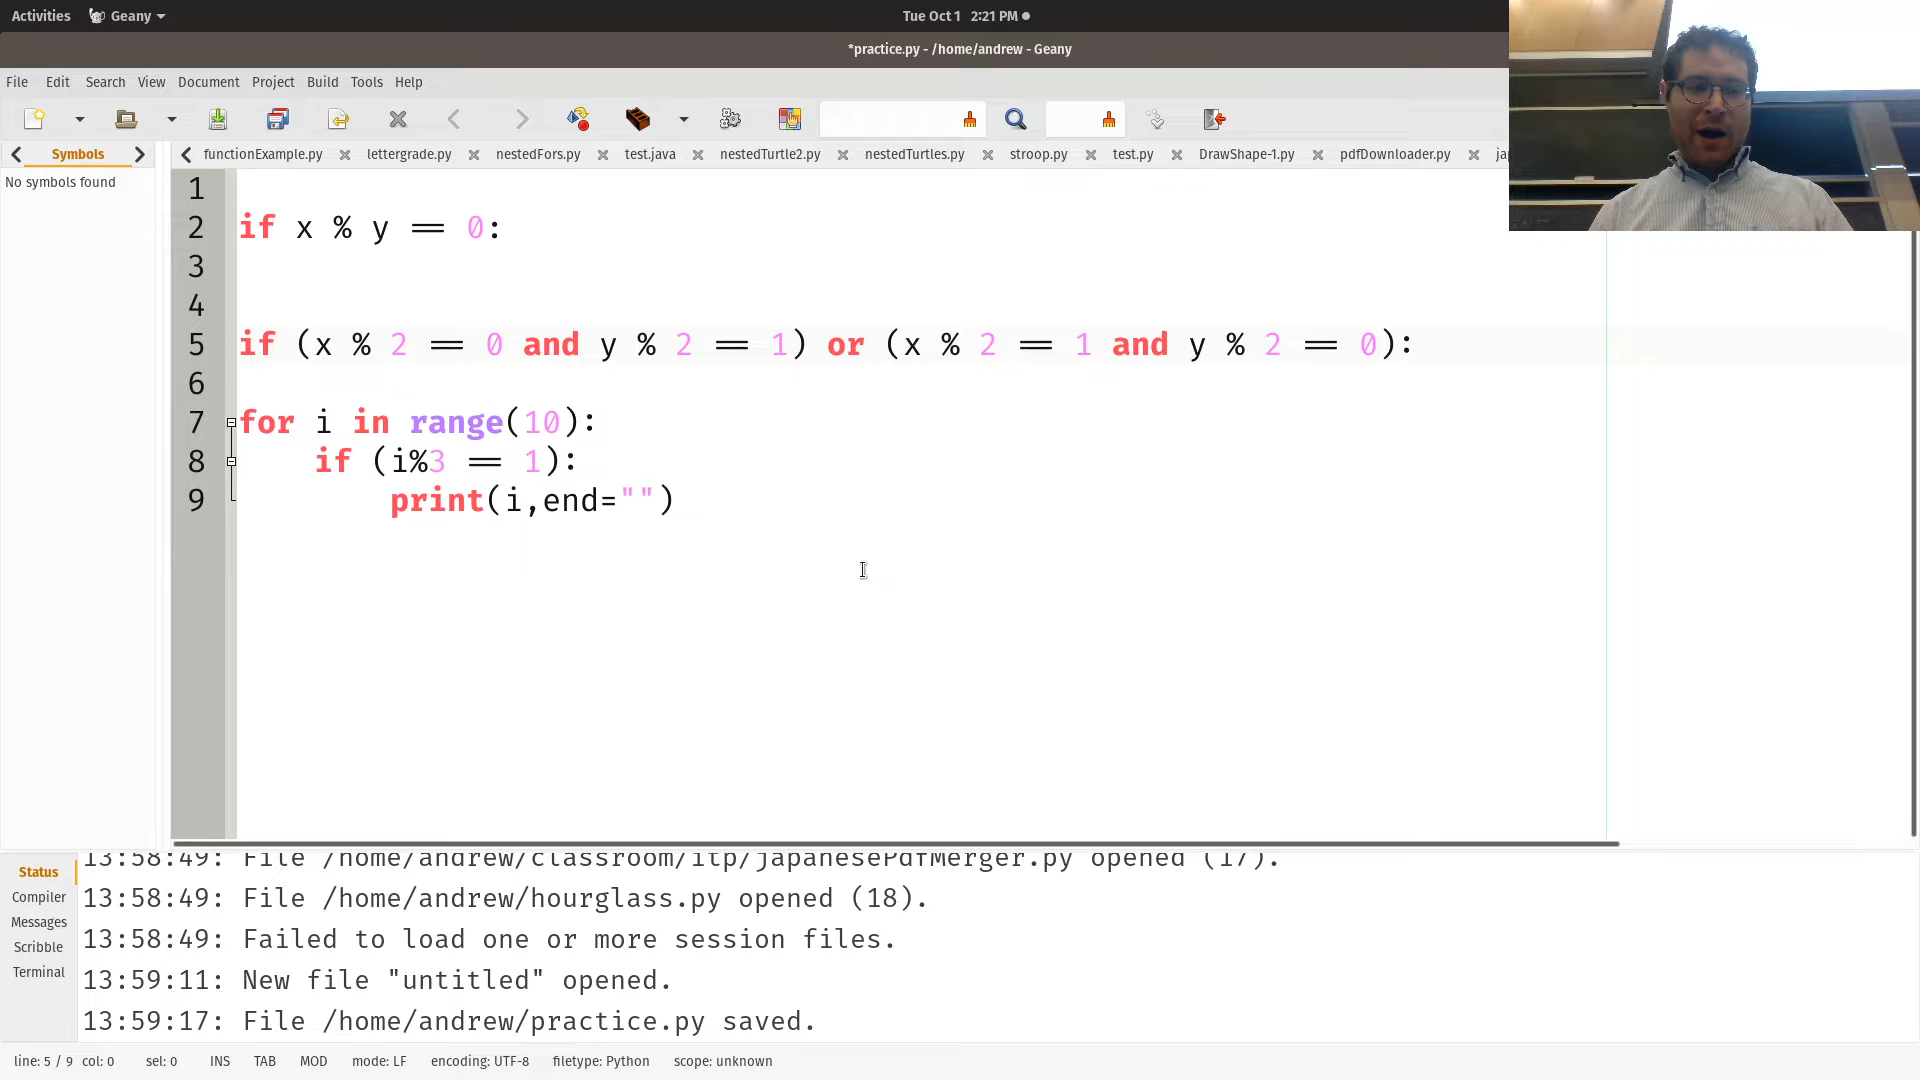 Activities Geany Tue Oct 1 2:21 PM
*practice.py - /home/andrew - Geany
File Edit Search View Document Project Build Tools Help
Symbols functionExample.py lettergrade.py nestedFors.py test.java nestedTurtle2.py nestedTurtles.py stroop.py test.py DrawShape-1.py pdfDownloader.py
No symbols found
1
2 if x % y == 0:
3
4
5 if (x % 2 == 0 and y % 2 == 1) or (x % 2 == 1 and y % 2 == 0):
6
7 for i in range(10):
8 if (i%3 == 1):
9 print(i,end="")
Status
Compiler
Messages
Scribble
Terminal
13:58:49: File /home/andrew/classroom/itp/japanesePdfMerger.py opened (17).
13:58:49: File /home/andrew/hourglass.py opened (18).
13:58:49: Failed to load one or more session files.
13:59:11: New file "untitled" opened.
13:59:17: File /home/andrew/practice.py saved.
line: 5 / 9 col: 0 sel: 0 INS TAB MOD mode: LF encoding: UTF-8 filetype: Python scope: unknown